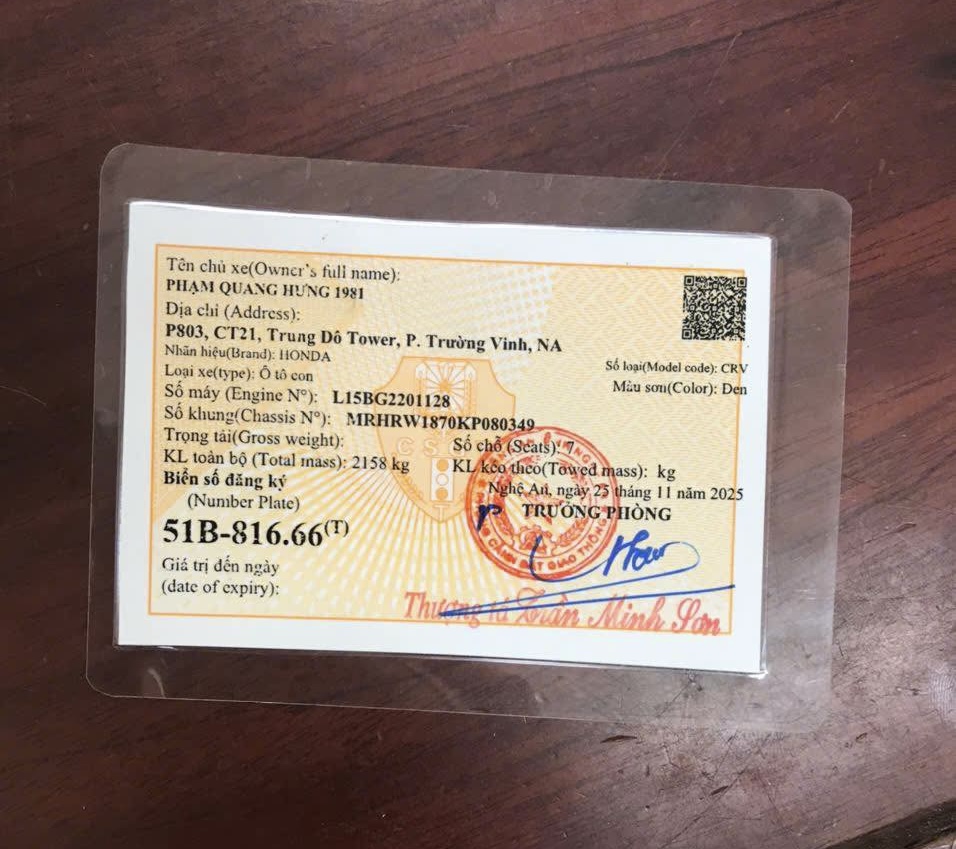 Tên chủ xe(Owner's full name):
PHẠM QUANG HƯNG 1981
Địa chỉ (Address):
P803, CT21, Trung Đô Tower, P. Trường Vinh, NA
Nhãn hiệu(Brand): HONDA
Số loại(Model code): CRV
Loại xe(type): Ô tô con
Màu sơn(Color): Đen
Số máy (Engine N°): L15BG2201128
Số khung(Chassis N°): MRHRW1870KP080349
Trọng tải(Gross weight):
Số chỗ (Seats): 7
KL toàn bộ (Total mass): 2158 kg
KL kéo theo(Towed mass): kg
Biển số đăng ký
(Number Plate)
51B-816.66(T)
Nghệ An, ngày 25 tháng 11 năm 2025
TRƯỞNG PHÒNG
Giá trị đến ngày
(date of expiry):
CẢNH SÁT GIAO THÔNG
Thượng tá Trần Minh Sơn